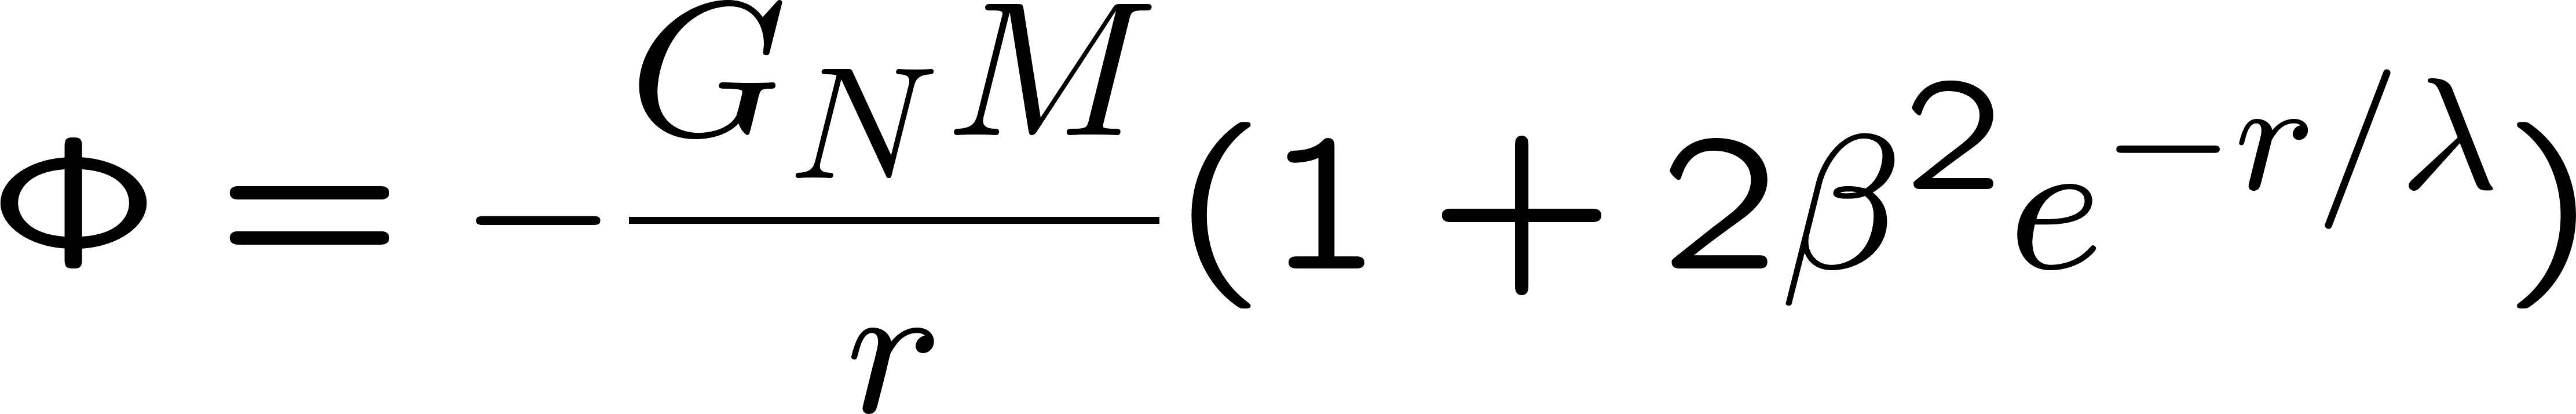 Φ = −\frac{G_N M}{r}(1 + 2β^2 e^{−r/λ})